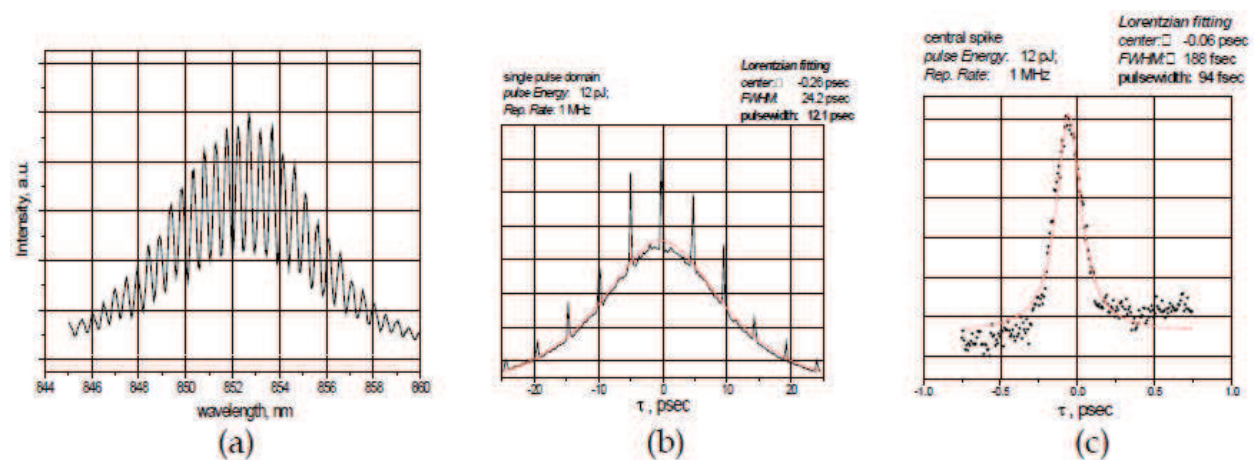 Intensity, a.u.
844 846 848 850 852 854 856 858 860
wavelength, nm
(a)
single pulse domain
pulse Energy: 12 pJ;
Rep. Rate: 1 MHz
Lorentzian fitting
center:□ -0.26 psec
FWHM: 24.2 psec
pulsewidth: 12.1 psec
-20 -10 0 10 20
τ, psec
(b)
central spike
pulse Energy: 12 pJ;
Rep. Rate: 1 MHz
Lorentzian fitting
center:□ -0.06 psec
FWHM:□ 188 fsec
pulsewidth: 94 fsec
-1.0 -0.5 0.0 0.5 1.0
τ, psec
(c)